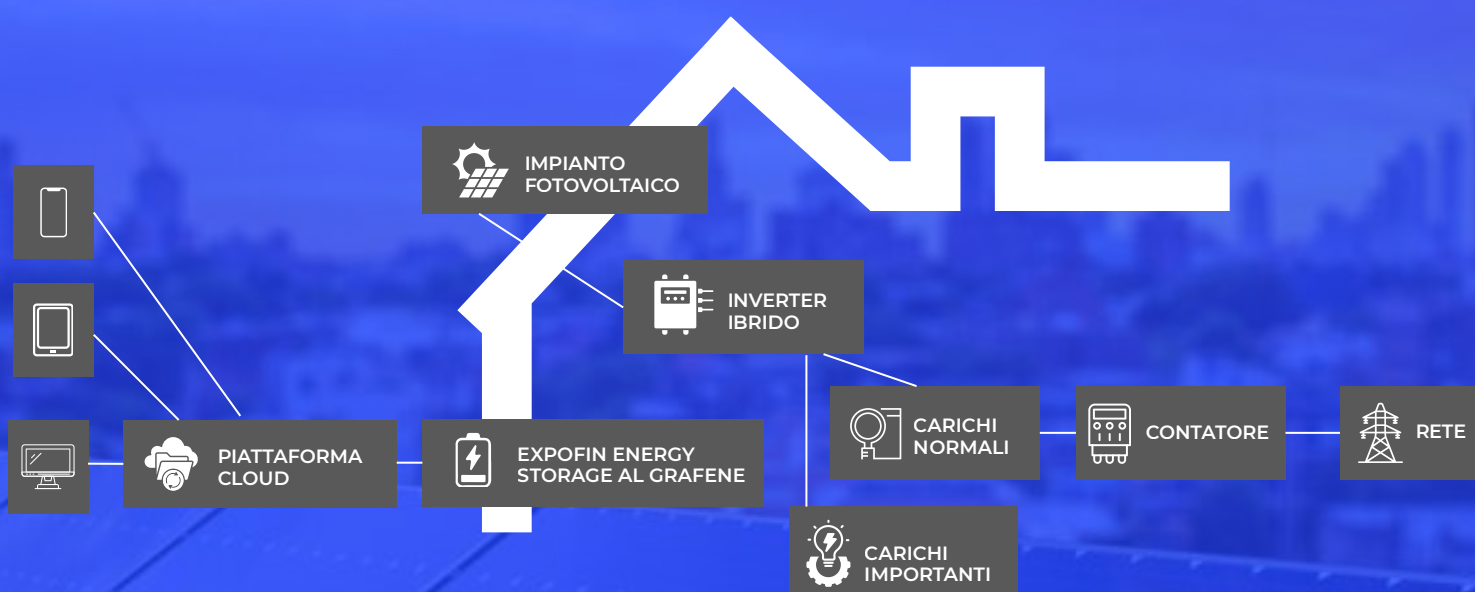 IMPIANTO
FOTOVOLTAICO
INVERTER
IBRIDO
CARICHI
NORMALI
CONTATORE
RETE
PIATTAFORMA
CLOUD
EXPOFIN ENERGY
STORAGE AL GRAFENE
CARICHI
IMPORTANTI